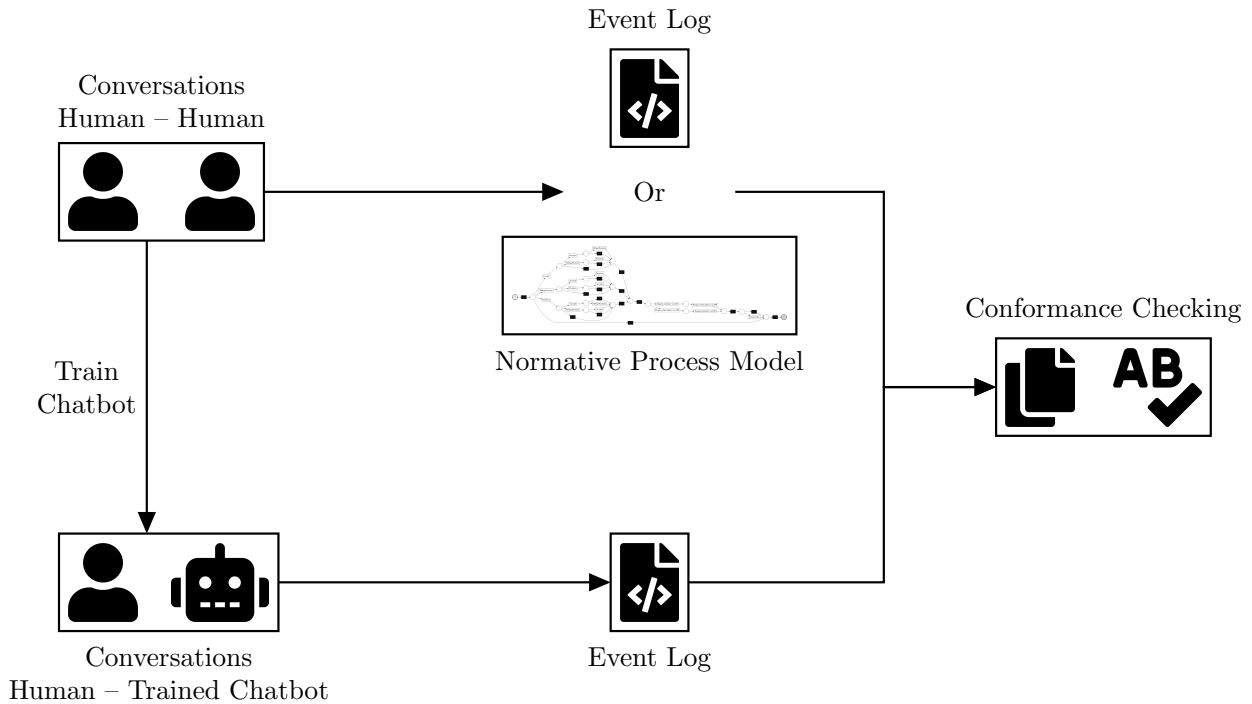 Event Log
Conversations
Human – Human
</>
Or
Normative Process Model
Conformance Checking
AB
Train
Chatbot
</>
Event Log
Conversations
Human – Trained Chatbot